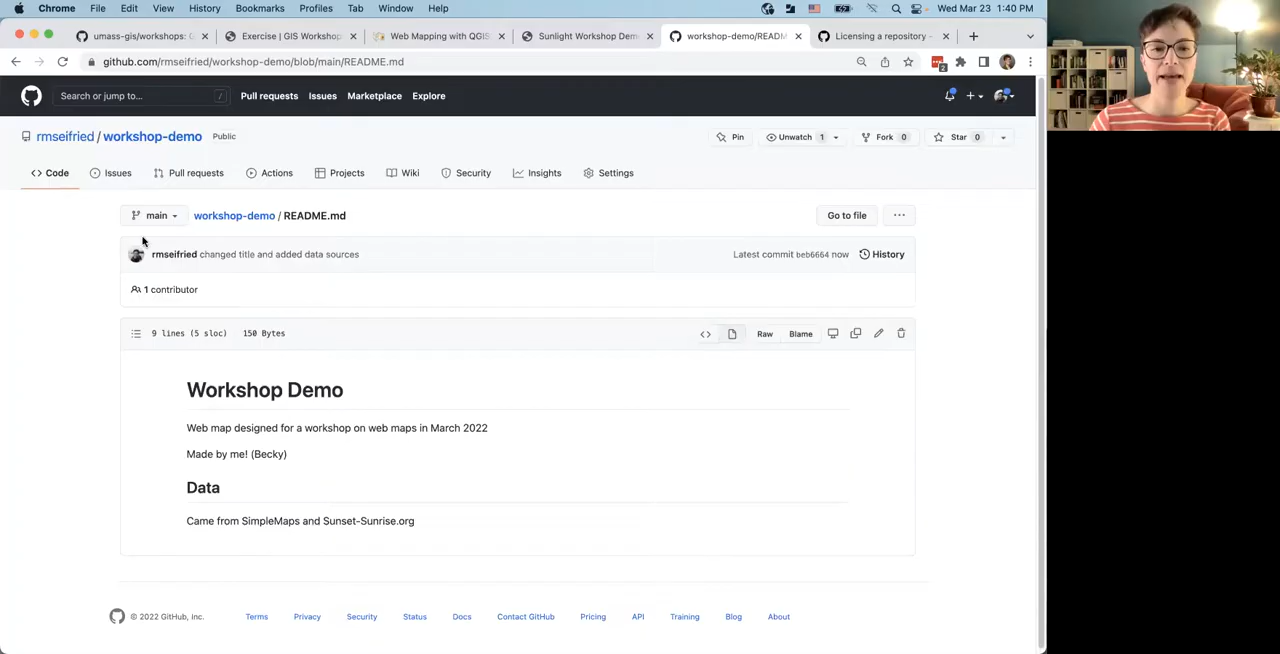 Chrome File Edit View History Bookmarks Profiles Tab Window Help Wed Mar 23 1:40 PM
umass-gis/workshops: Exercise | GIS Workshop Web Mapping with QGIS Sunlight Workshop Dem workshop-demo/READM Licensing a repository -
github.com/rmseifried/workshop-demo/blob/main/README.md 2
Search or jump to... / Pull requests Issues Marketplace Explore
rmseifried / workshop-demo Public Pin Unwatch 1 Fork 0 Star 0
Code Issues Pull requests Actions Projects Wiki Security Insights Settings
main workshop-demo / README.md Go to file ...
rmseifried changed title and added data sources Latest commit beb6664 now History
1 contributor
9 lines (5 sloc) 150 Bytes <> Raw Blame
Workshop Demo
Web map designed for a workshop on web maps in March 2022
Made by me! (Becky)
Data
Came from SimpleMaps and Sunset-Sunrise.org
© 2022 GitHub, Inc. Terms Privacy Security Status Docs Contact GitHub Pricing API Training Blog About